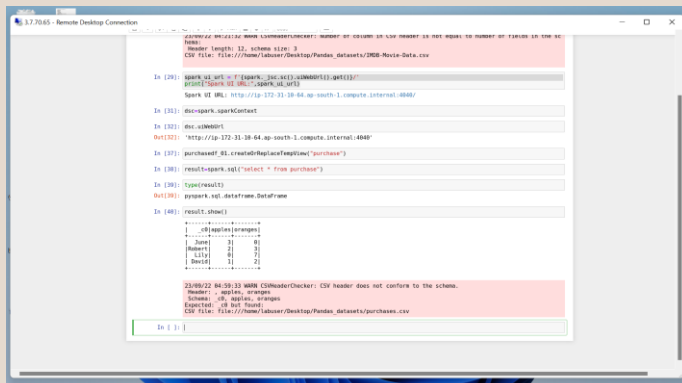 3.7.70.65 - Remote Desktop Connection
23/09/22 04:21:32 WARN CSVHeaderChecker: Number of column in CSV header is not equal to number of fields in the sc
hema:
Header length: 12, schema size: 3
CSV file: file:///home/labuser/Desktop/Pandas_datasets/IMDB-Movie-Data.csv
In [29]: spark_ui_url = f'{spark._jsc.sc().uiWebUrl().get()}/'
print("Spark UI URL:",spark_ui_url)
Spark UI URL: http://ip-172-31-10-64.ap-south-1.compute.internal:4040/
In [31]: dsc=spark.sparkContext
In [32]: dsc.uiWebUrl
Out[32]: 'http://ip-172-31-10-64.ap-south-1.compute.internal:4040'
In [37]: purchasedf_01.createOrReplaceTempView("purchase")
In [38]: result=spark.sql("select * from purchase")
In [39]: type(result)
Out[39]: pyspark.sql.dataframe.DataFrame
In [40]: result.show()
+------+------+-------+
| _c0|apples|oranges|
+------+------+-------+
| June| 3| 0|
|Robert| 2| 3|
| Lily| 0| 7|
| David| 1| 2|
+------+------+-------+
23/09/22 04:59:33 WARN CSVHeaderChecker: CSV header does not conform to the schema.
Header: , apples, oranges
Schema: _c0, apples, oranges
Expected: _c0 but found:
CSV file: file:///home/labuser/Desktop/Pandas_datasets/purchases.csv
In [ ]: